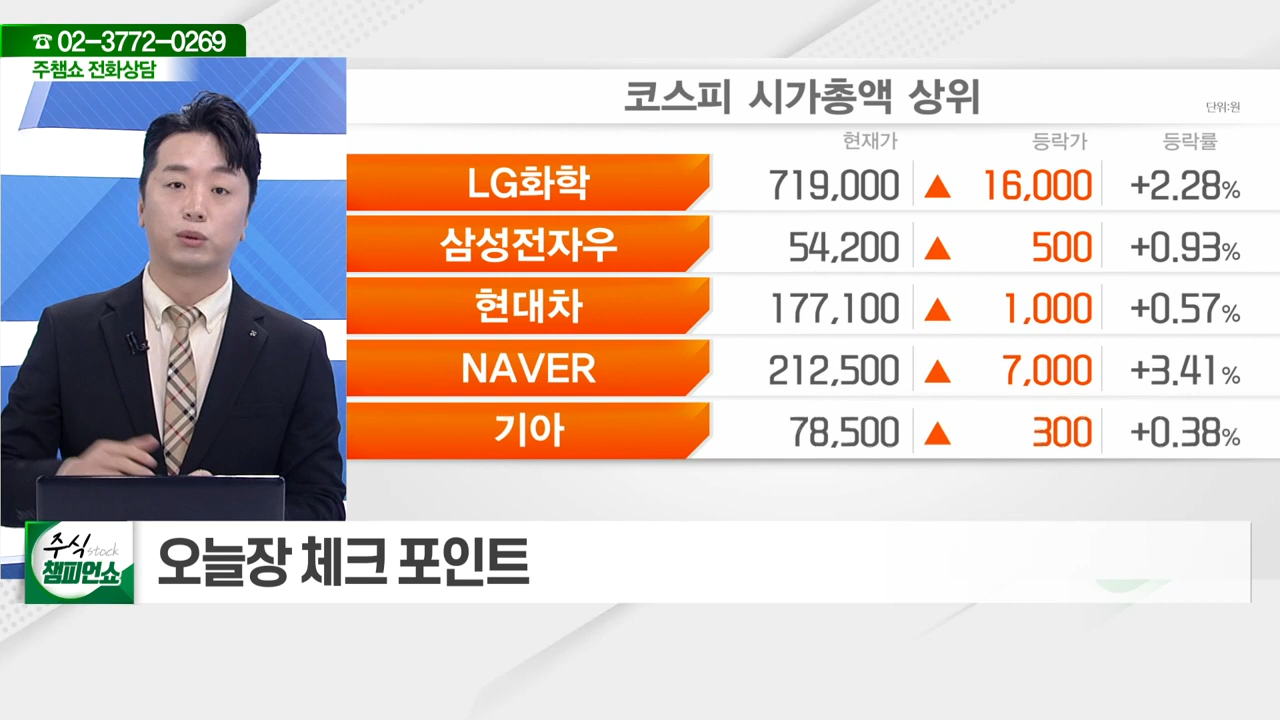 ☎ 02-3772-0269
주챔쇼 전화상담
코스피 시가총액 상위
단위:원
현재가 등락가 등락률
LG화학 719,000 ▲ 16,000 +2.28%
삼성전자우 54,200 ▲ 500 +0.93%
현대차 177,100 ▲ 1,000 +0.57%
NAVER 212,500 ▲ 7,000 +3.41%
기아 78,500 ▲ 300 +0.38%
주식 stock
챔피언쇼
오늘장 체크 포인트